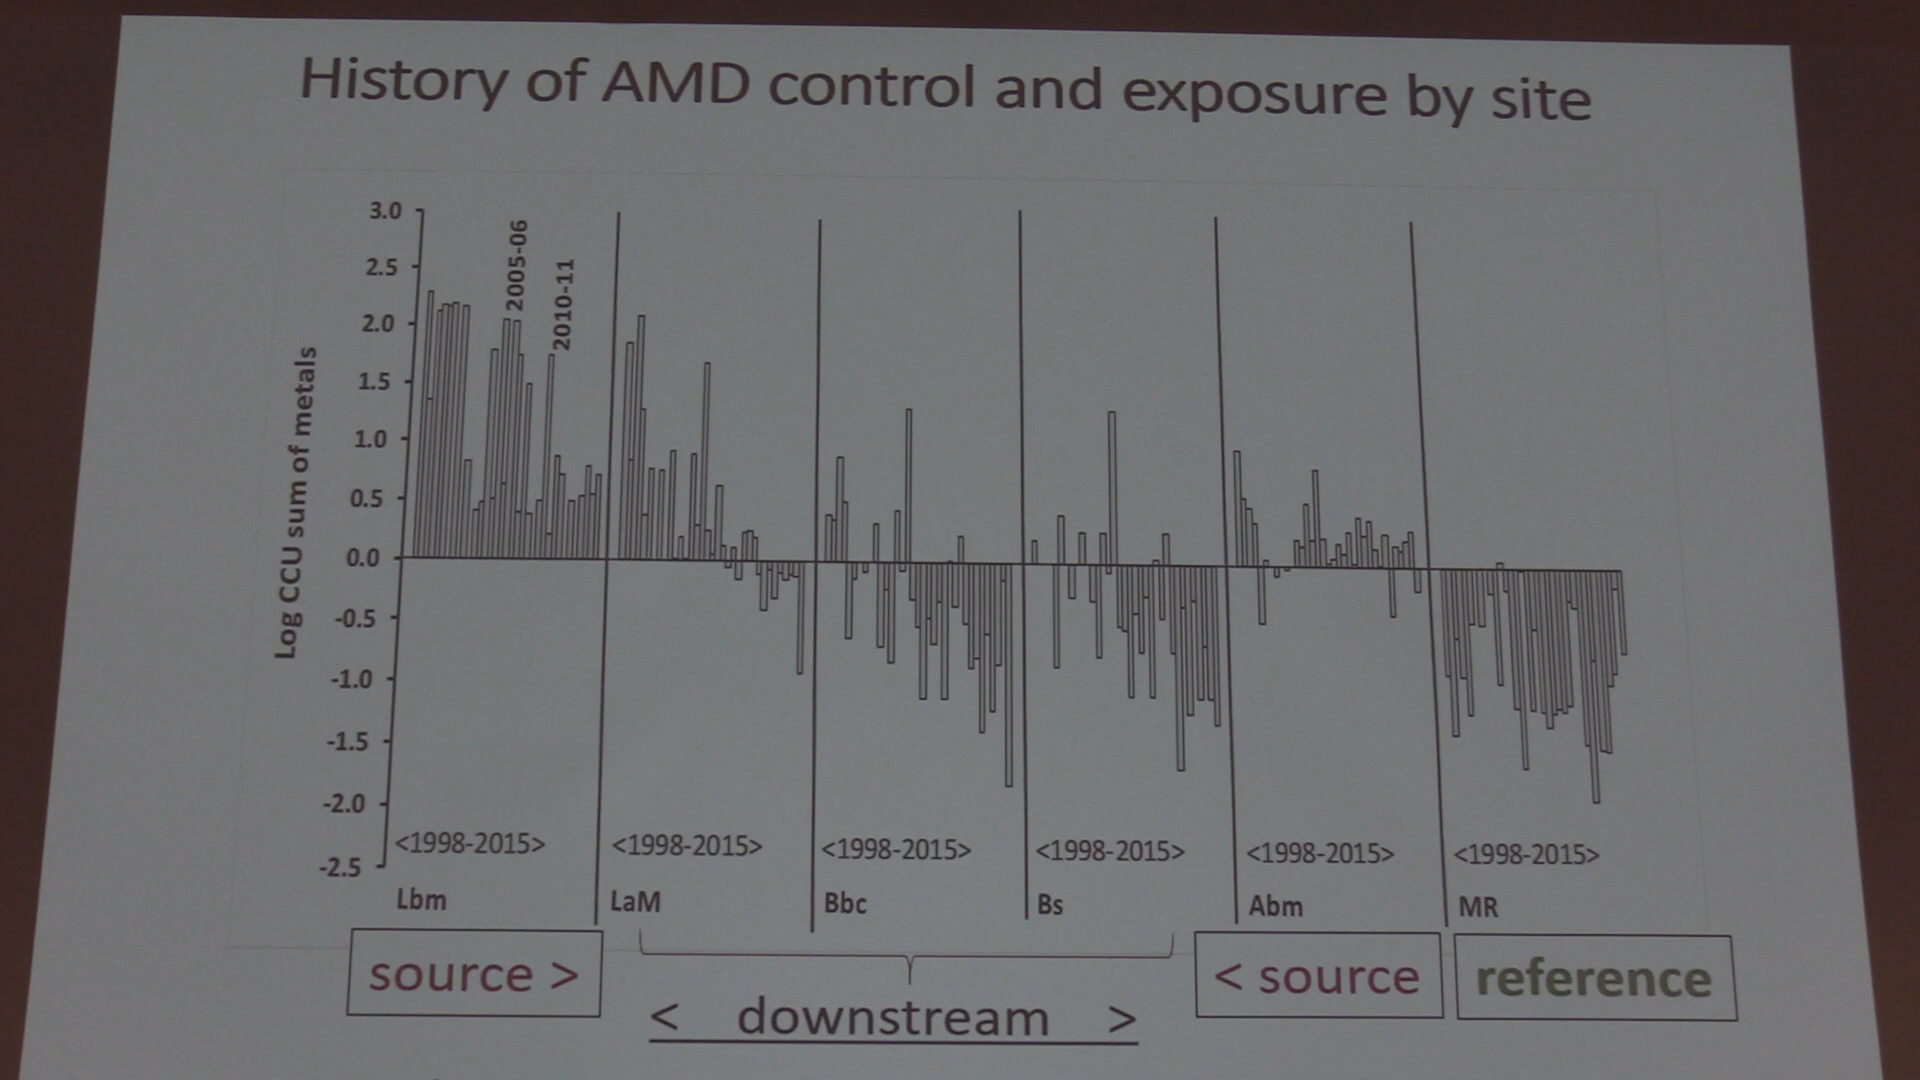 History of AMD control and exposure by site
Log CCU sum of metals
3.0
2.5
2.0
1.5
1.0
0.5
0.0
-0.5
-1.0
-1.5
-2.0
-2.5
2005-06
2010-11
<1998-2015> <1998-2015> <1998-2015> <1998-2015> <1998-2015> <1998-2015>
Lbm LaM Bbc Bs Abm MR
source > < source reference
< downstream >